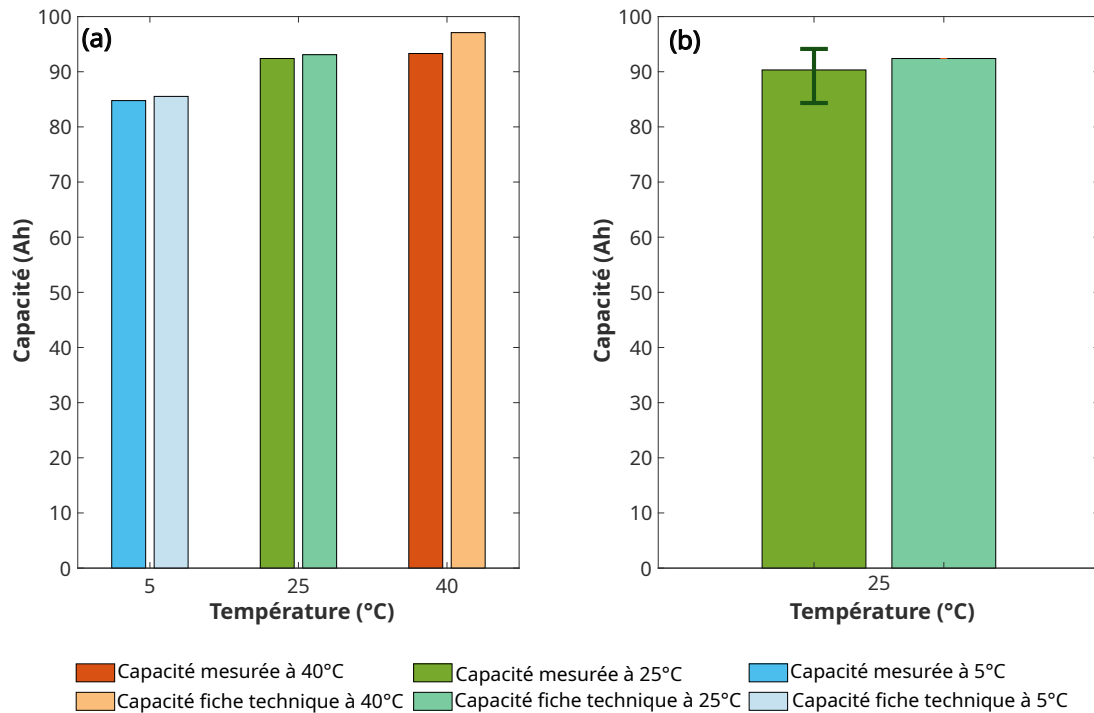 (a)
Capacité (Ah)
100
90
80
70
60
50
40
30
20
10
0
5
25
40
Température (°C)
(b)
Capacité (Ah)
100
90
80
70
60
50
40
30
20
10
0
25
Température (°C)
Capacité mesurée à 40°C
Capacité mesurée à 25°C
Capacité mesurée à 5°C
Capacité fiche technique à 40°C
Capacité fiche technique à 25°C
Capacité fiche technique à 5°C